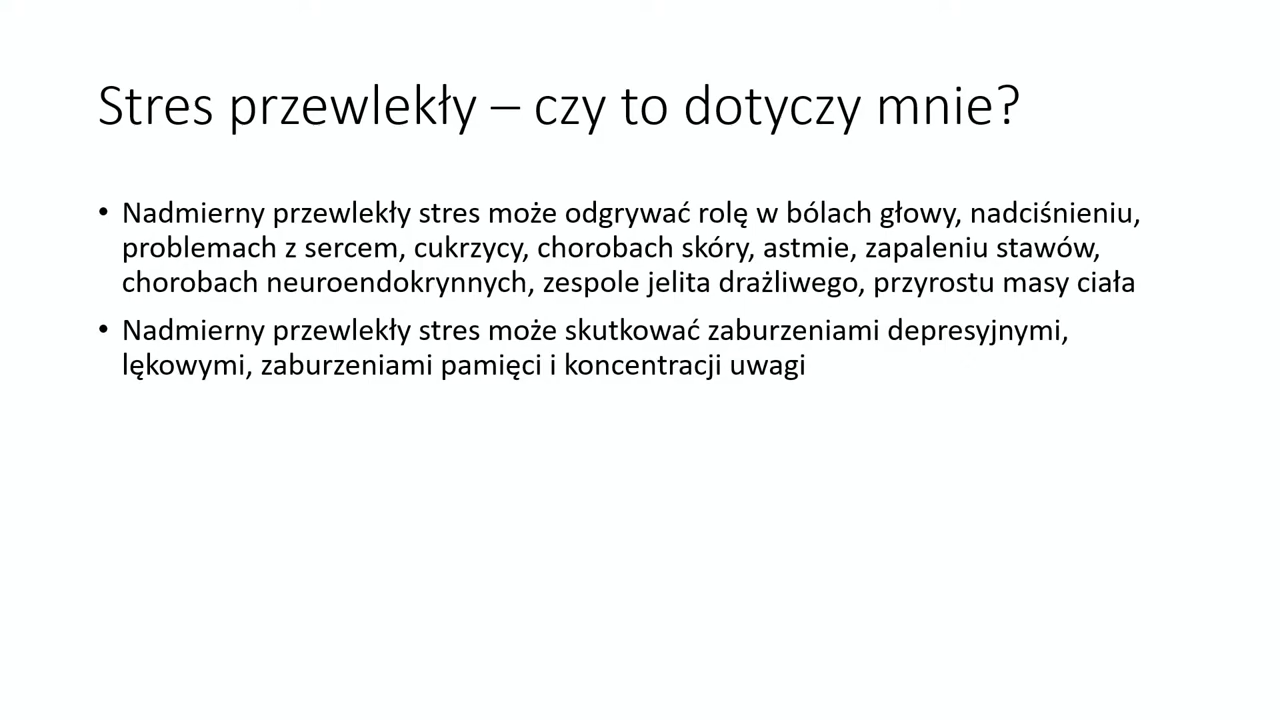 Stres przewlekły – czy to dotyczy mnie?
• Nadmierny przewlekły stres może odgrywać rolę w bólach głowy, nadciśnieniu,
problemach z sercem, cukrzycy, chorobach skóry, astmie, zapaleniu stawów,
chorobach neuroendokrynnych, zespole jelita drażliwego, przyrostu masy ciała
• Nadmierny przewlekły stres może skutkować zaburzeniami depresyjnymi,
lękowymi, zaburzeniami pamięci i koncentracji uwagi